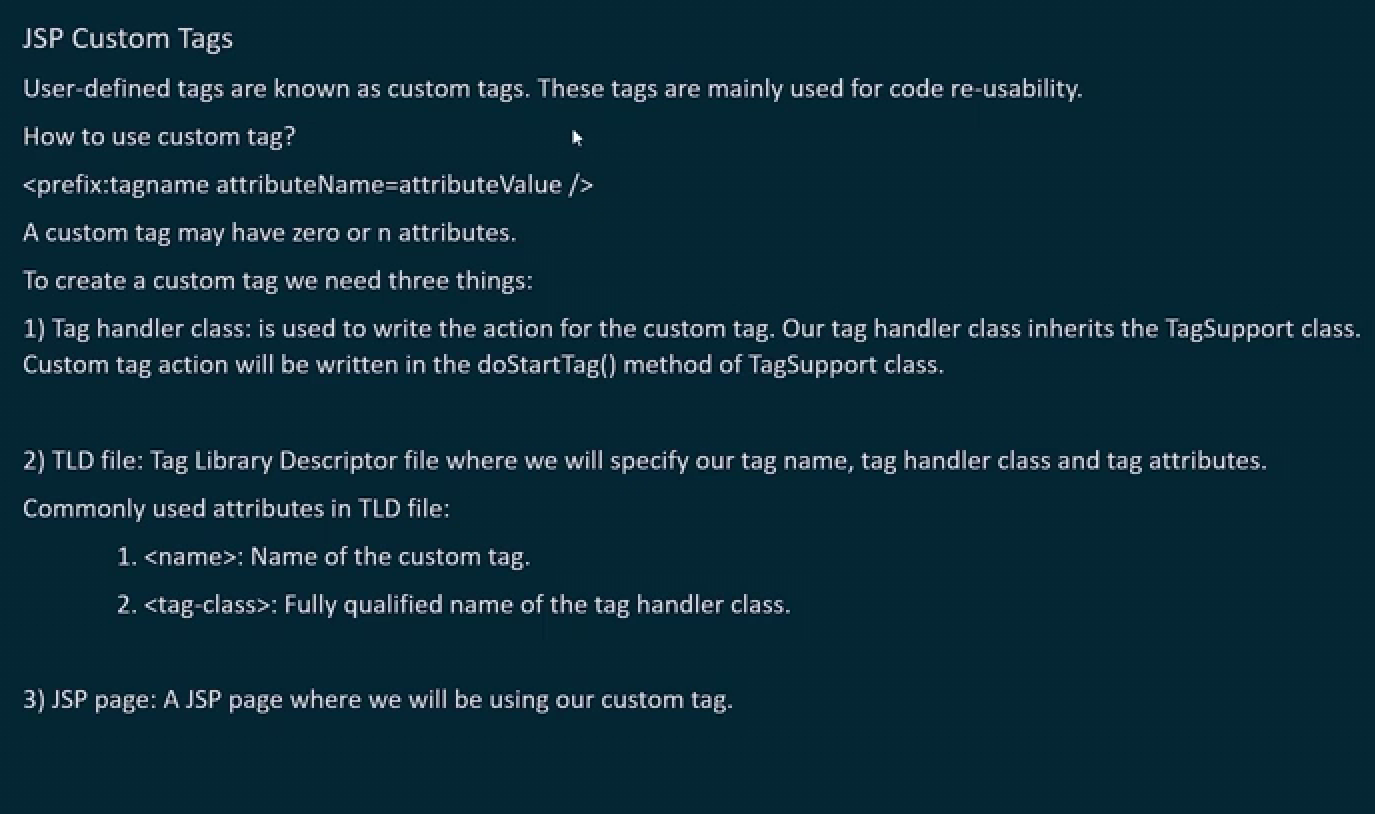 JSP Custom Tags
User-defined tags are known as custom tags. These tags are mainly used for code re-usability.
How to use custom tag?
<prefix:tagname attributeName=attributeValue />
A custom tag may have zero or n attributes.
To create a custom tag we need three things:
1) Tag handler class: is used to write the action for the custom tag. Our tag handler class inherits the TagSupport class.
Custom tag action will be written in the doStartTag() method of TagSupport class.
2) TLD file: Tag Library Descriptor file where we will specify our tag name, tag handler class and tag attributes.
Commonly used attributes in TLD file:
1. <name>: Name of the custom tag.
2. <tag-class>: Fully qualified name of the tag handler class.
3) JSP page: A JSP page where we will be using our custom tag.